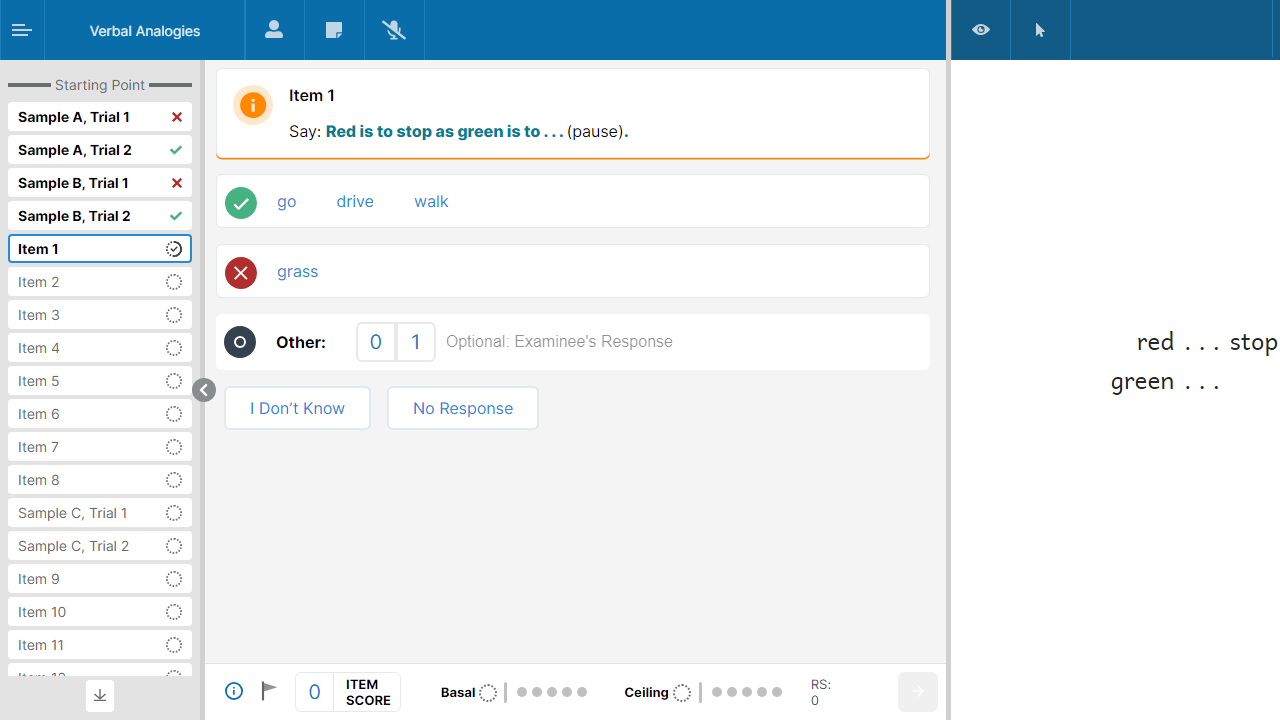 Verbal Analogies
Starting Point
Sample A, Trial 1
Sample A, Trial 2
Sample B, Trial 1
Sample B, Trial 2
Item 1
Item 2
Item 3
Item 4
Item 5
Item 6
Item 7
Item 8
Sample C, Trial 1
Sample C, Trial 2
Item 9
Item 10
Item 11
Item 12
Item 1
Say: Red is to stop as green is to . . . (pause).
go drive walk
grass
Other: 0 1 Optional: Examinee's Response
I Don’t Know No Response
0 ITEM SCORE
Basal
Ceiling
RS:
0
red . . . stop
green . . .